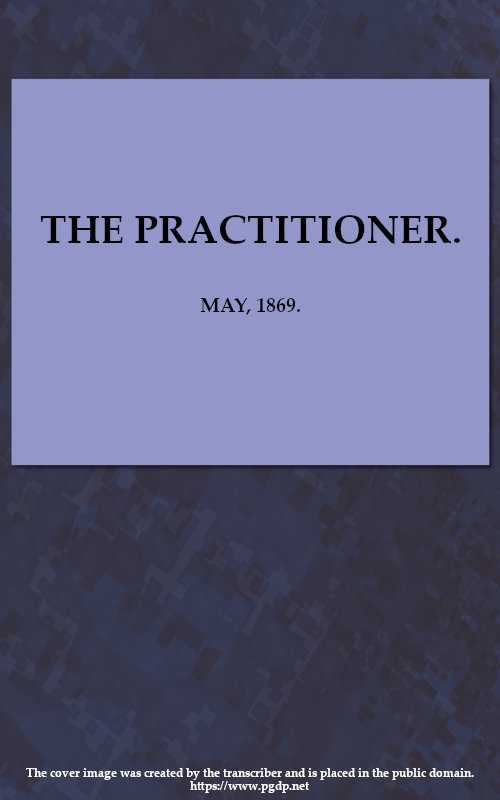 THE PRACTITIONER.
MAY, 1869.
The cover image was created by the transcriber and is placed in the public domain.
https://www.pgdp.net